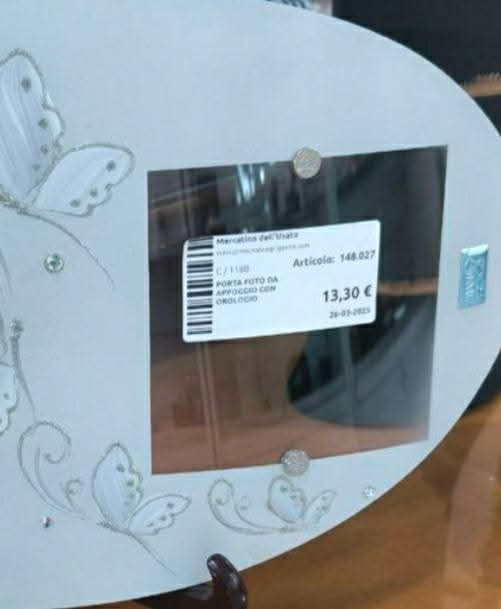 Mercatino dell'Usato
C/1180
Articolo: 148.027
PORTA FOTO DA
APPOGGIO CON
OROLOGIO
13,30 €
26-03-2025